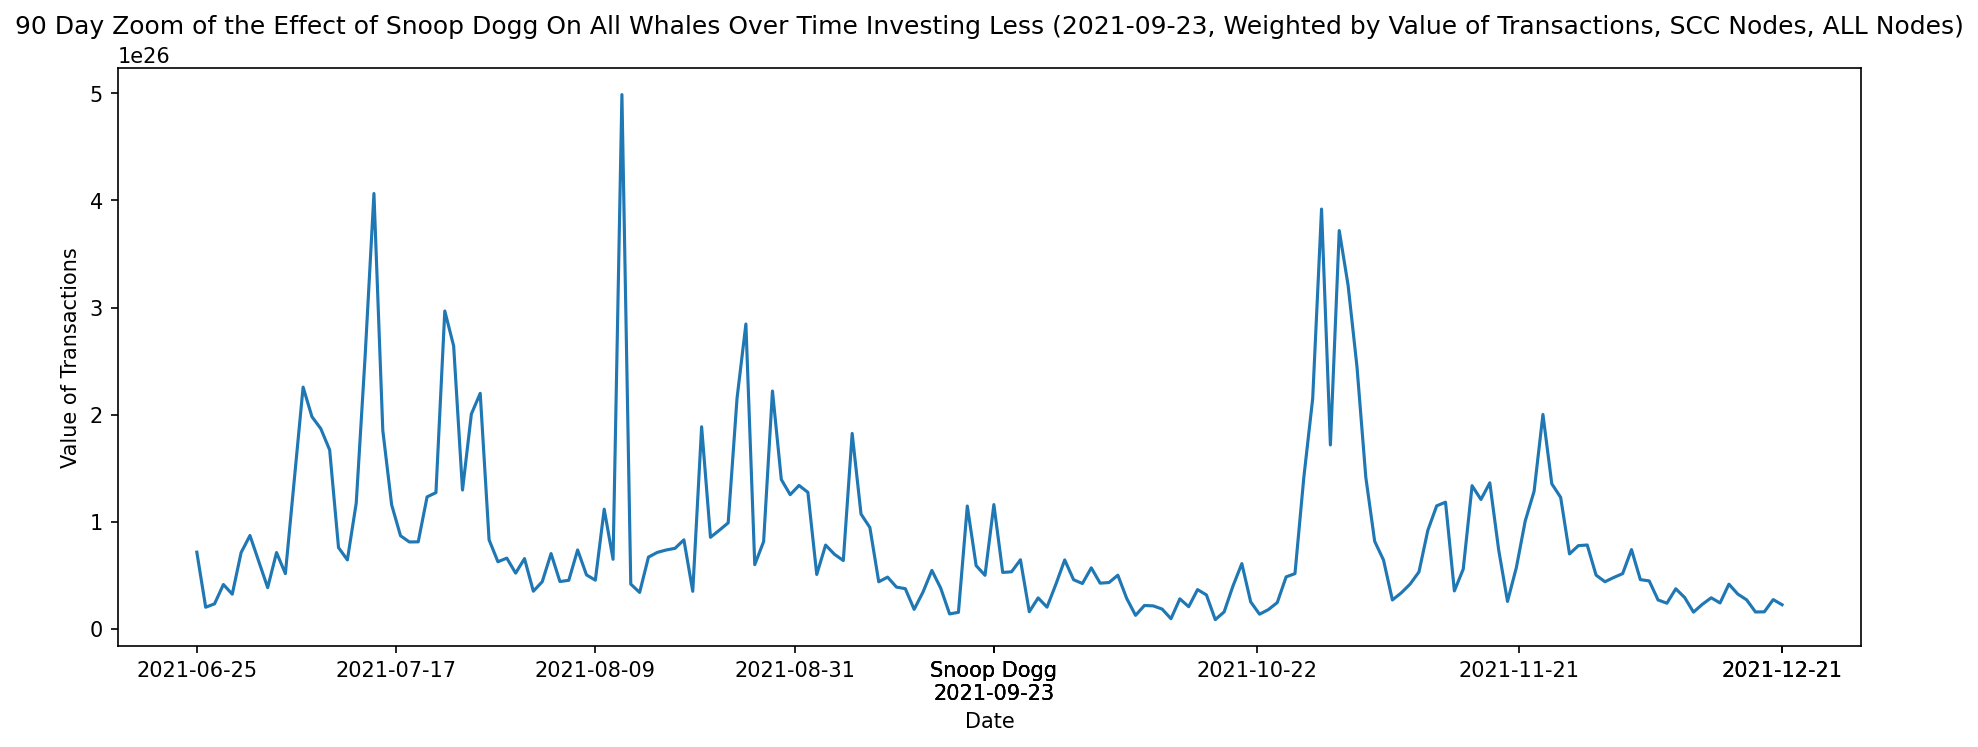 90 Day Zoom of the Effect of Snoop Dogg On All Whales Over Time Investing Less (2021-09-23, Weighted by Value of Transactions, SCC Nodes, ALL Nodes)
1e26
5
4
3
2
1
0
Value of Transactions
2021-06-25 2021-07-17 2021-08-09 2021-08-31 Snoop Dogg 2021-10-22 2021-11-21 2021-12-21
2021-09-23
Date